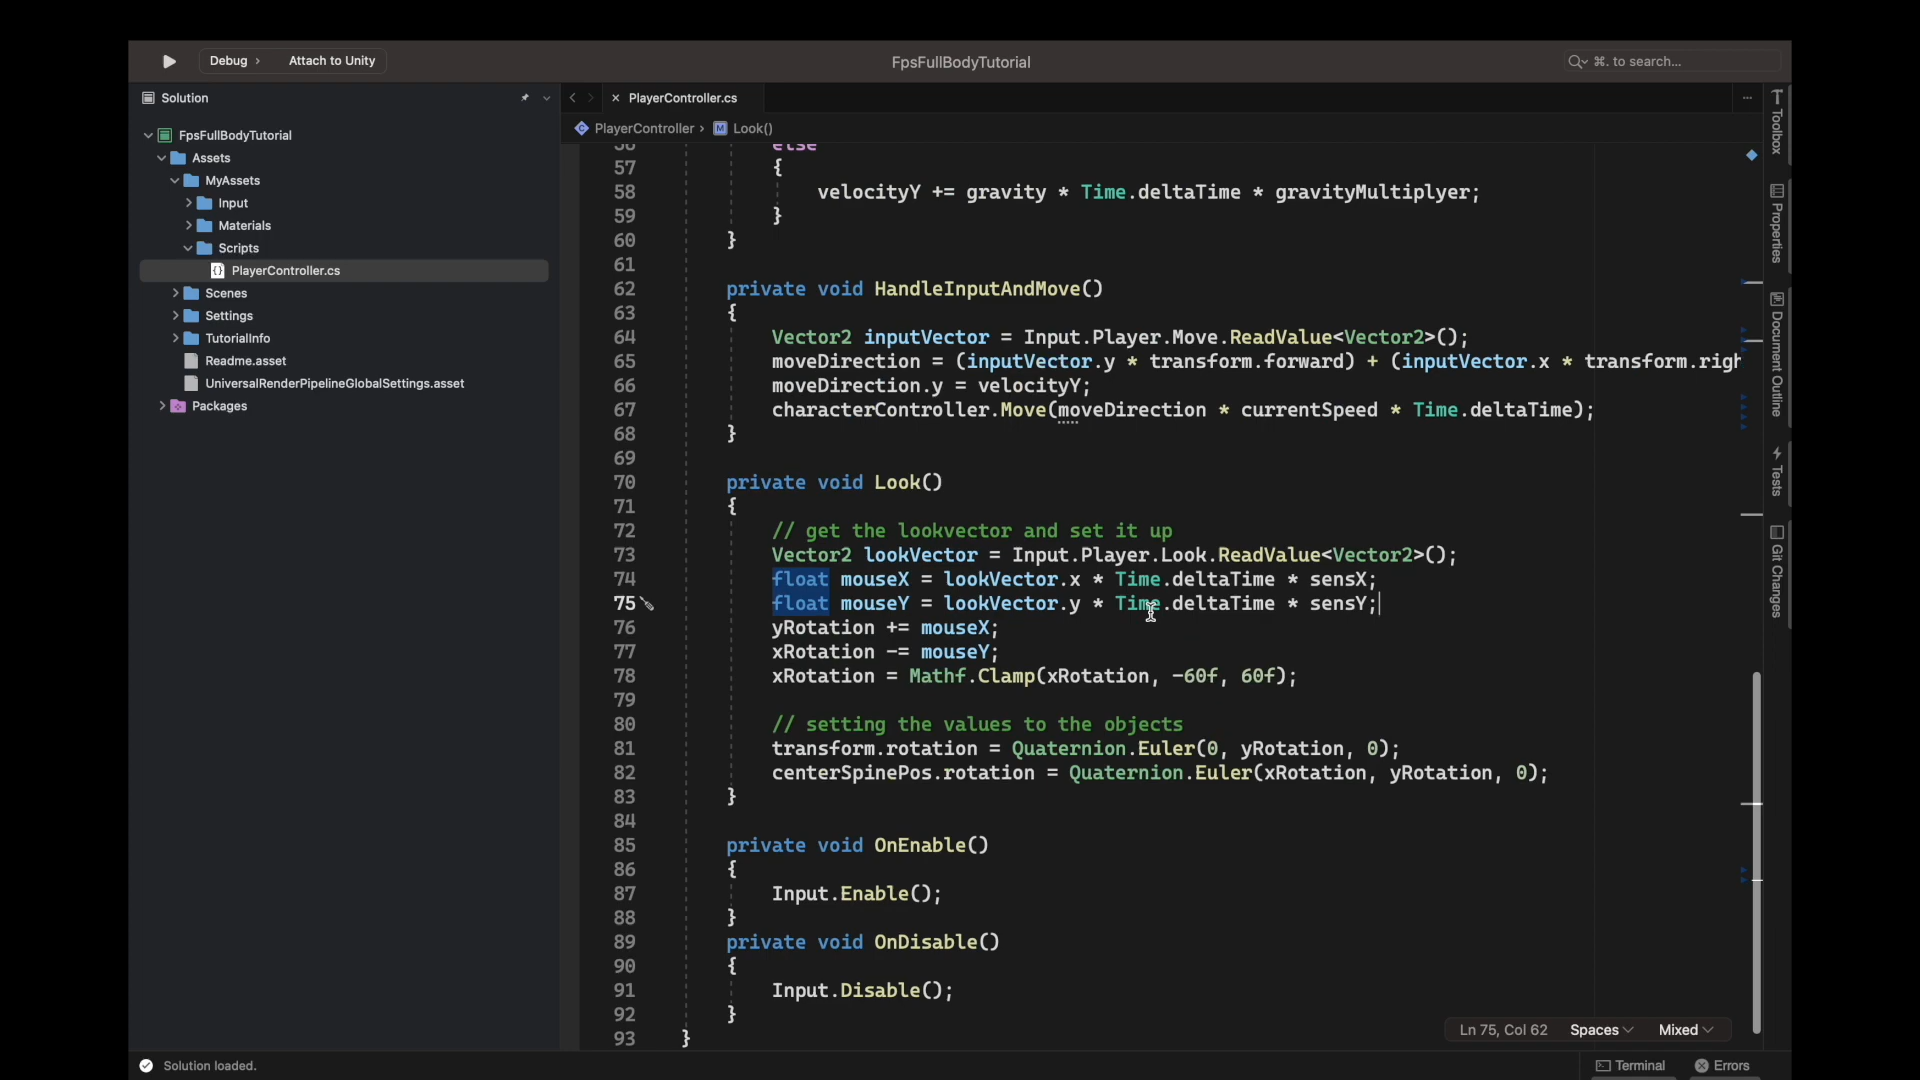 Debug › Attach to Unity
FpsFullBodyTutorial
⌘. to search...
Solution
FpsFullBodyTutorial
Assets
MyAssets
Input
Materials
Scripts
PlayerController.cs
Scenes
Settings
TutorialInfo
Readme.asset
UniversalRenderPipelineGlobalSettings.asset
Packages
PlayerController.cs
PlayerController › M Look()
56 else
57 {
58 velocityY += gravity * Time.deltaTime * gravityMultiplyer;
59 }
60 }
61
62 private void HandleInputAndMove()
63 {
64 Vector2 inputVector = Input.Player.Move.ReadValue<Vector2>();
65 moveDirection = (inputVector.y * transform.forward) + (inputVector.x * transform.righ
66 moveDirection.y = velocityY;
67 characterController.Move(moveDirection * currentSpeed * Time.deltaTime);
68 }
69
70 private void Look()
71 {
72 // get the lookvector and set it up
73 Vector2 lookVector = Input.Player.Look.ReadValue<Vector2>();
74 float mouseX = lookVector.x * Time.deltaTime * sensX;
75 float mouseY = lookVector.y * Time.deltaTime * sensY;
76 yRotation += mouseX;
77 xRotation -= mouseY;
78 xRotation = Mathf.Clamp(xRotation, -60f, 60f);
79
80 // setting the values to the objects
81 transform.rotation = Quaternion.Euler(0, yRotation, 0);
82 centerSpinePos.rotation = Quaternion.Euler(xRotation, yRotation, 0);
83 }
84
85 private void OnEnable()
86 {
87 Input.Enable();
88 }
89 private void OnDisable()
90 {
91 Input.Disable();
92 }
93 }
Toolbox
Properties
Document Outline
Tests
Git Changes
Ln 75, Col 62 Spaces Mixed
Solution loaded.
Terminal
Errors